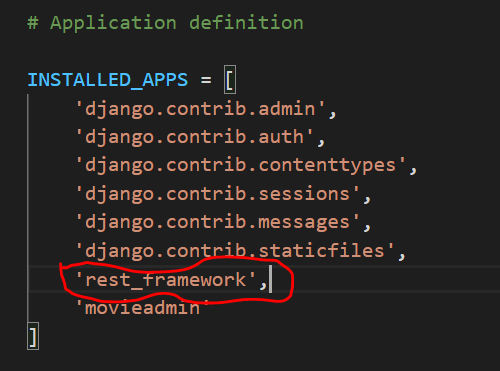 # Application definition
INSTALLED_APPS = [
'django.contrib.admin',
'django.contrib.auth',
'django.contrib.contenttypes',
'django.contrib.sessions',
'django.contrib.messages',
'django.contrib.staticfiles',
'rest_framework',
'movieadmin'
]